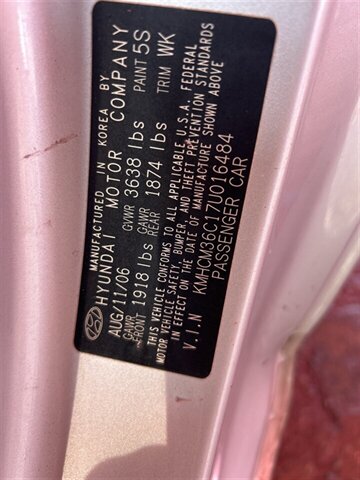 MANUFACTURED IN KOREA BY
HYUNDAI MOTOR COMPANY
AUG/11/06 GVWR 3638 lbs PAINT 5S
GAWR FRONT 1918 lbs GAWR REAR 1874 lbs TRIM WK
THIS VEHICLE CONFORMS TO ALL APPLICABLE U.S.A. FEDERAL
MOTOR VEHICLE SAFETY, BUMPER, AND THEFT PREVENTION STANDARDS
IN EFFECT ON THE DATE OF MANUFACTURE SHOWN ABOVE
V.I.N KMHCM36C17U016484
PASSENGER CAR